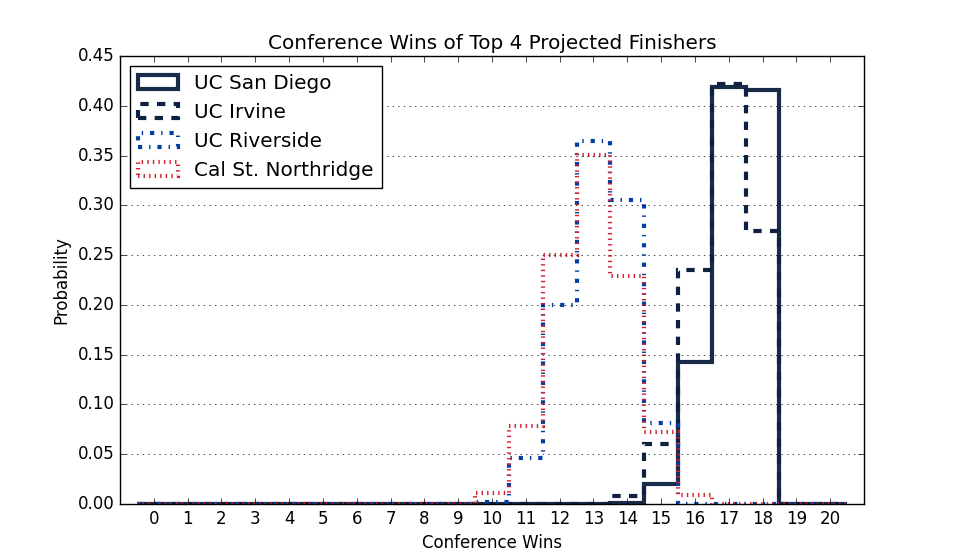 Conference Wins of Top 4 Projected Finishers
0.45
0.40
0.35
0.30
0.25
0.20
0.15
0.10
0.05
0.00
Probability
UC San Diego
UC Irvine
UC Riverside
Cal St. Northridge
0 1 2 3 4 5 6 7 8 9 10 11 12 13 14 15 16 17 18 19 20
Conference Wins